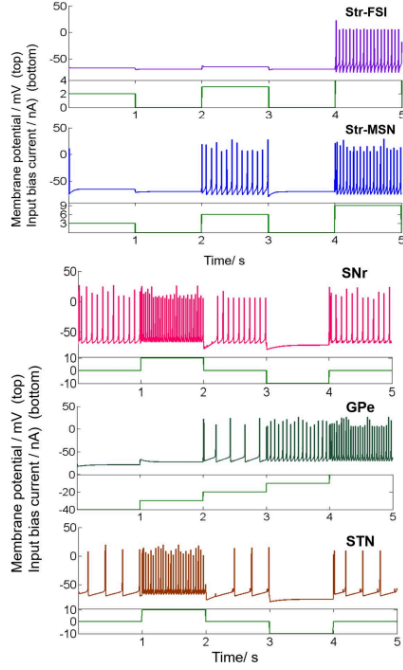 Membrane potential / mV (top)
Input bias current / nA) (bottom)
Str-FSI
50
0
-50
4
2
0
1 2 3 4 5
Str-MSN
50
0
-50
9
6
3
1 2 3 4 5
Time/ s
Membrane potential / mV (top)
Input bias current / nA) (bottom)
SNr
50
0
-50
10
0
-10
0 1 2 3 4 5
GPe
50
0
-50
0
-20
-40
1 2 3 4 5
STN
50
0
-50
10
0
-10
1 2 3 4 5
Time/ s